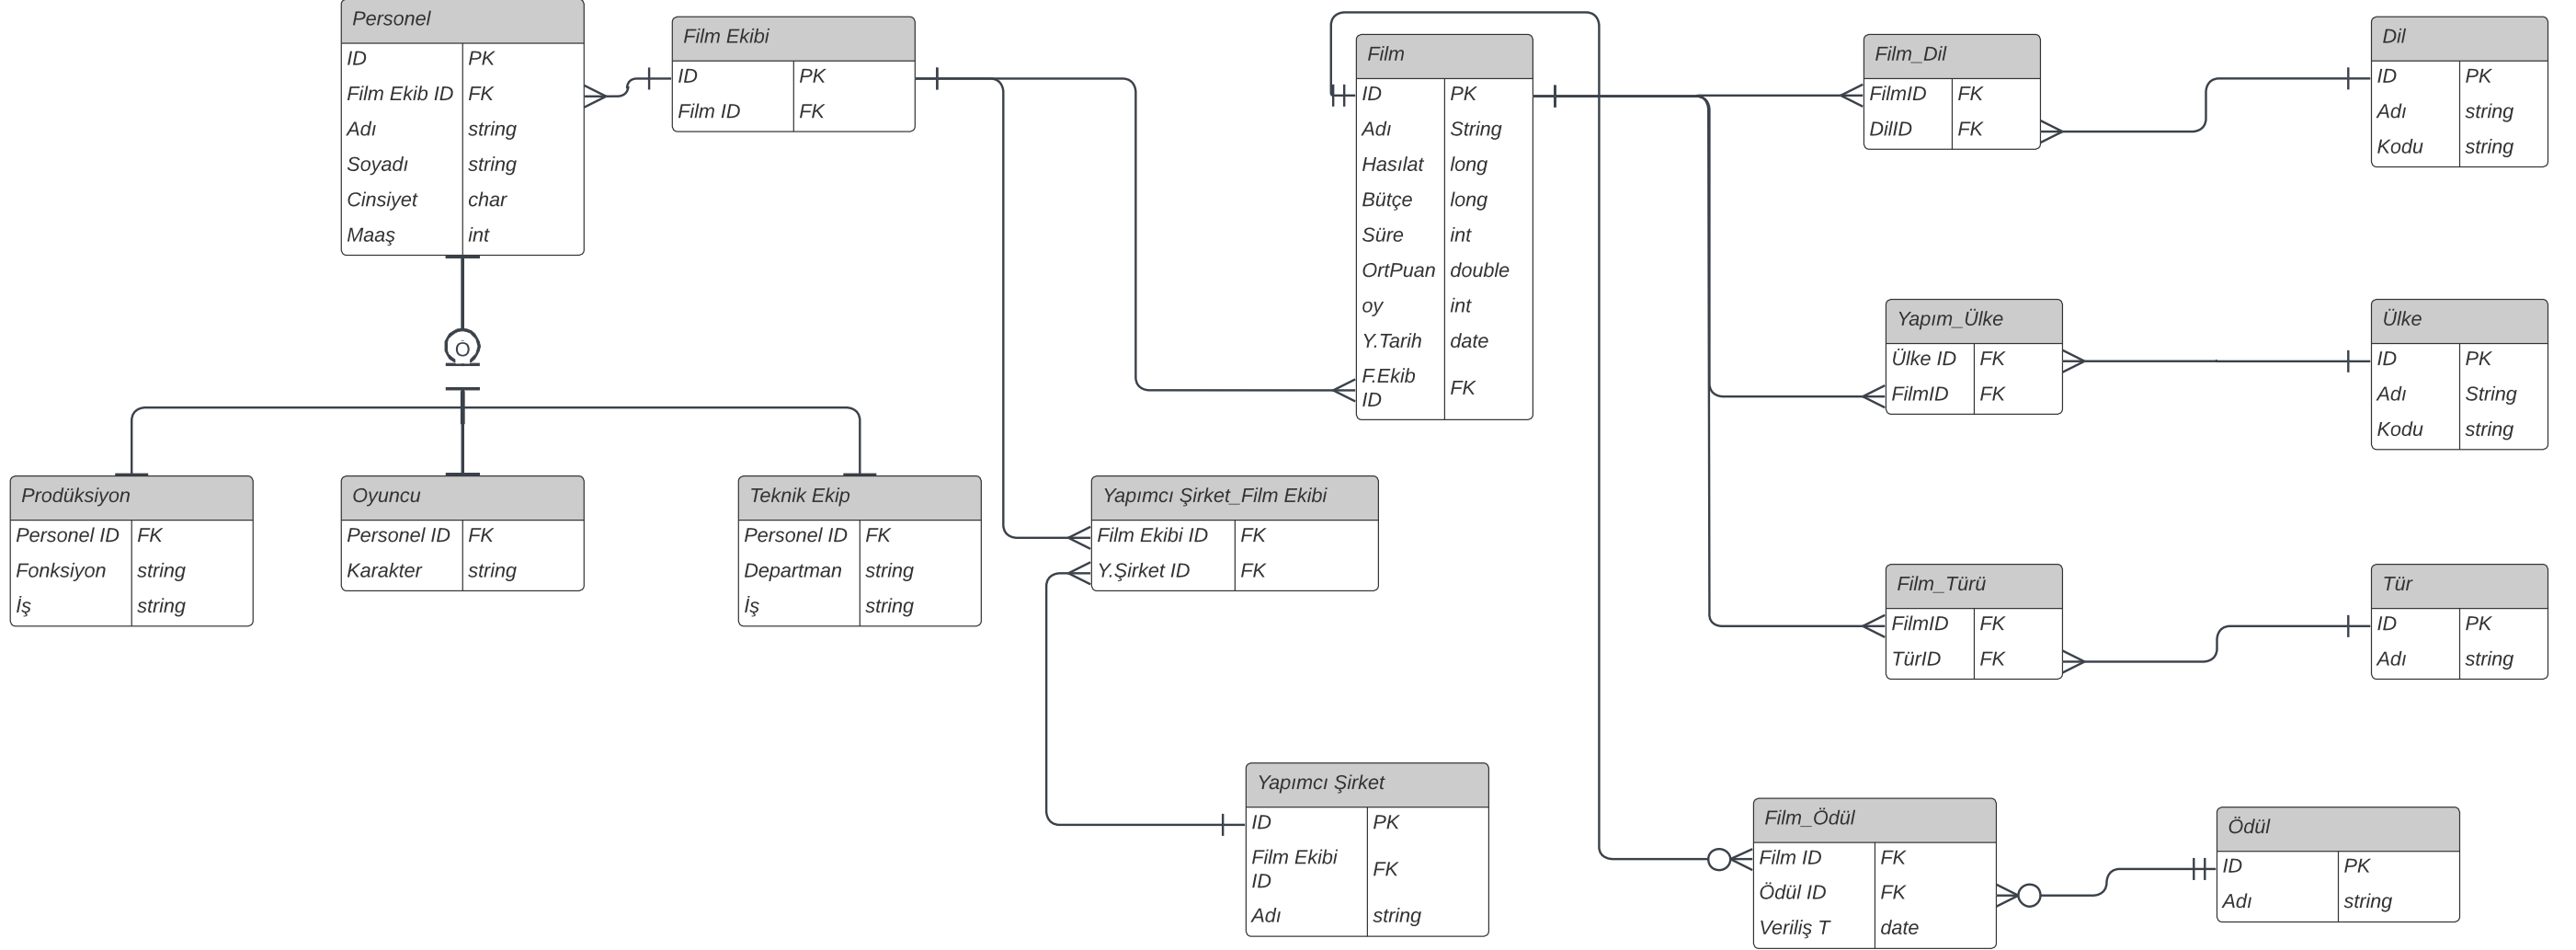 Personel
ID PK
Film Ekib ID FK
Adı string
Soyadı string
Cinsiyet char
Maaş int
Film Ekibi
ID PK
Film ID FK
Film
ID PK
Adı String
Hasılat long
Bütçe long
Süre int
OrtPuan double
oy int
Y.Tarih date
F.Ekib
ID FK
Film_Dil
FilmID FK
DilID FK
Dil
ID PK
Adı string
Kodu string
Yapım_Ülke
Ülke ID FK
FilmID FK
Ülke
ID PK
Adı String
Kodu string
O
Prodüksiyon
Personel ID FK
Fonksiyon string
İş string
Oyuncu
Personel ID FK
Karakter string
Teknik Ekip
Personel ID FK
Departman string
İş string
Yapımcı Şirket_Film Ekibi
Film Ekibi ID FK
Y.Şirket ID FK
Film_Türü
FilmID FK
TürID FK
Tür
ID PK
Adı string
Yapımcı Şirket
ID PK
Film Ekibi
ID FK
Adı string
Film_Ödül
Film ID FK
Ödül ID FK
Veriliş T date
Ödül
ID PK
Adı string